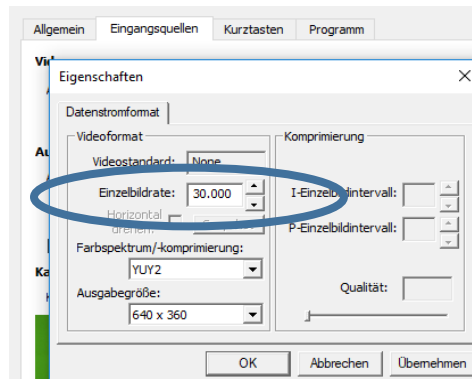 Allgemein Eingangsquellen Kurztasten Programm
Eigenschaften
Datenstromformat
Videoformat Komprimierung
Videostandard: None
Einzelbildrate: 30.000 I-Einzelbildintervall:
Horizontal
drehen: P-Einzelbildintervall:
Farbspektrum/-komprimierung:
YUY2
Qualität:
Ausgabegröße:
640 x 360
OK Abbrechen Übernehmen